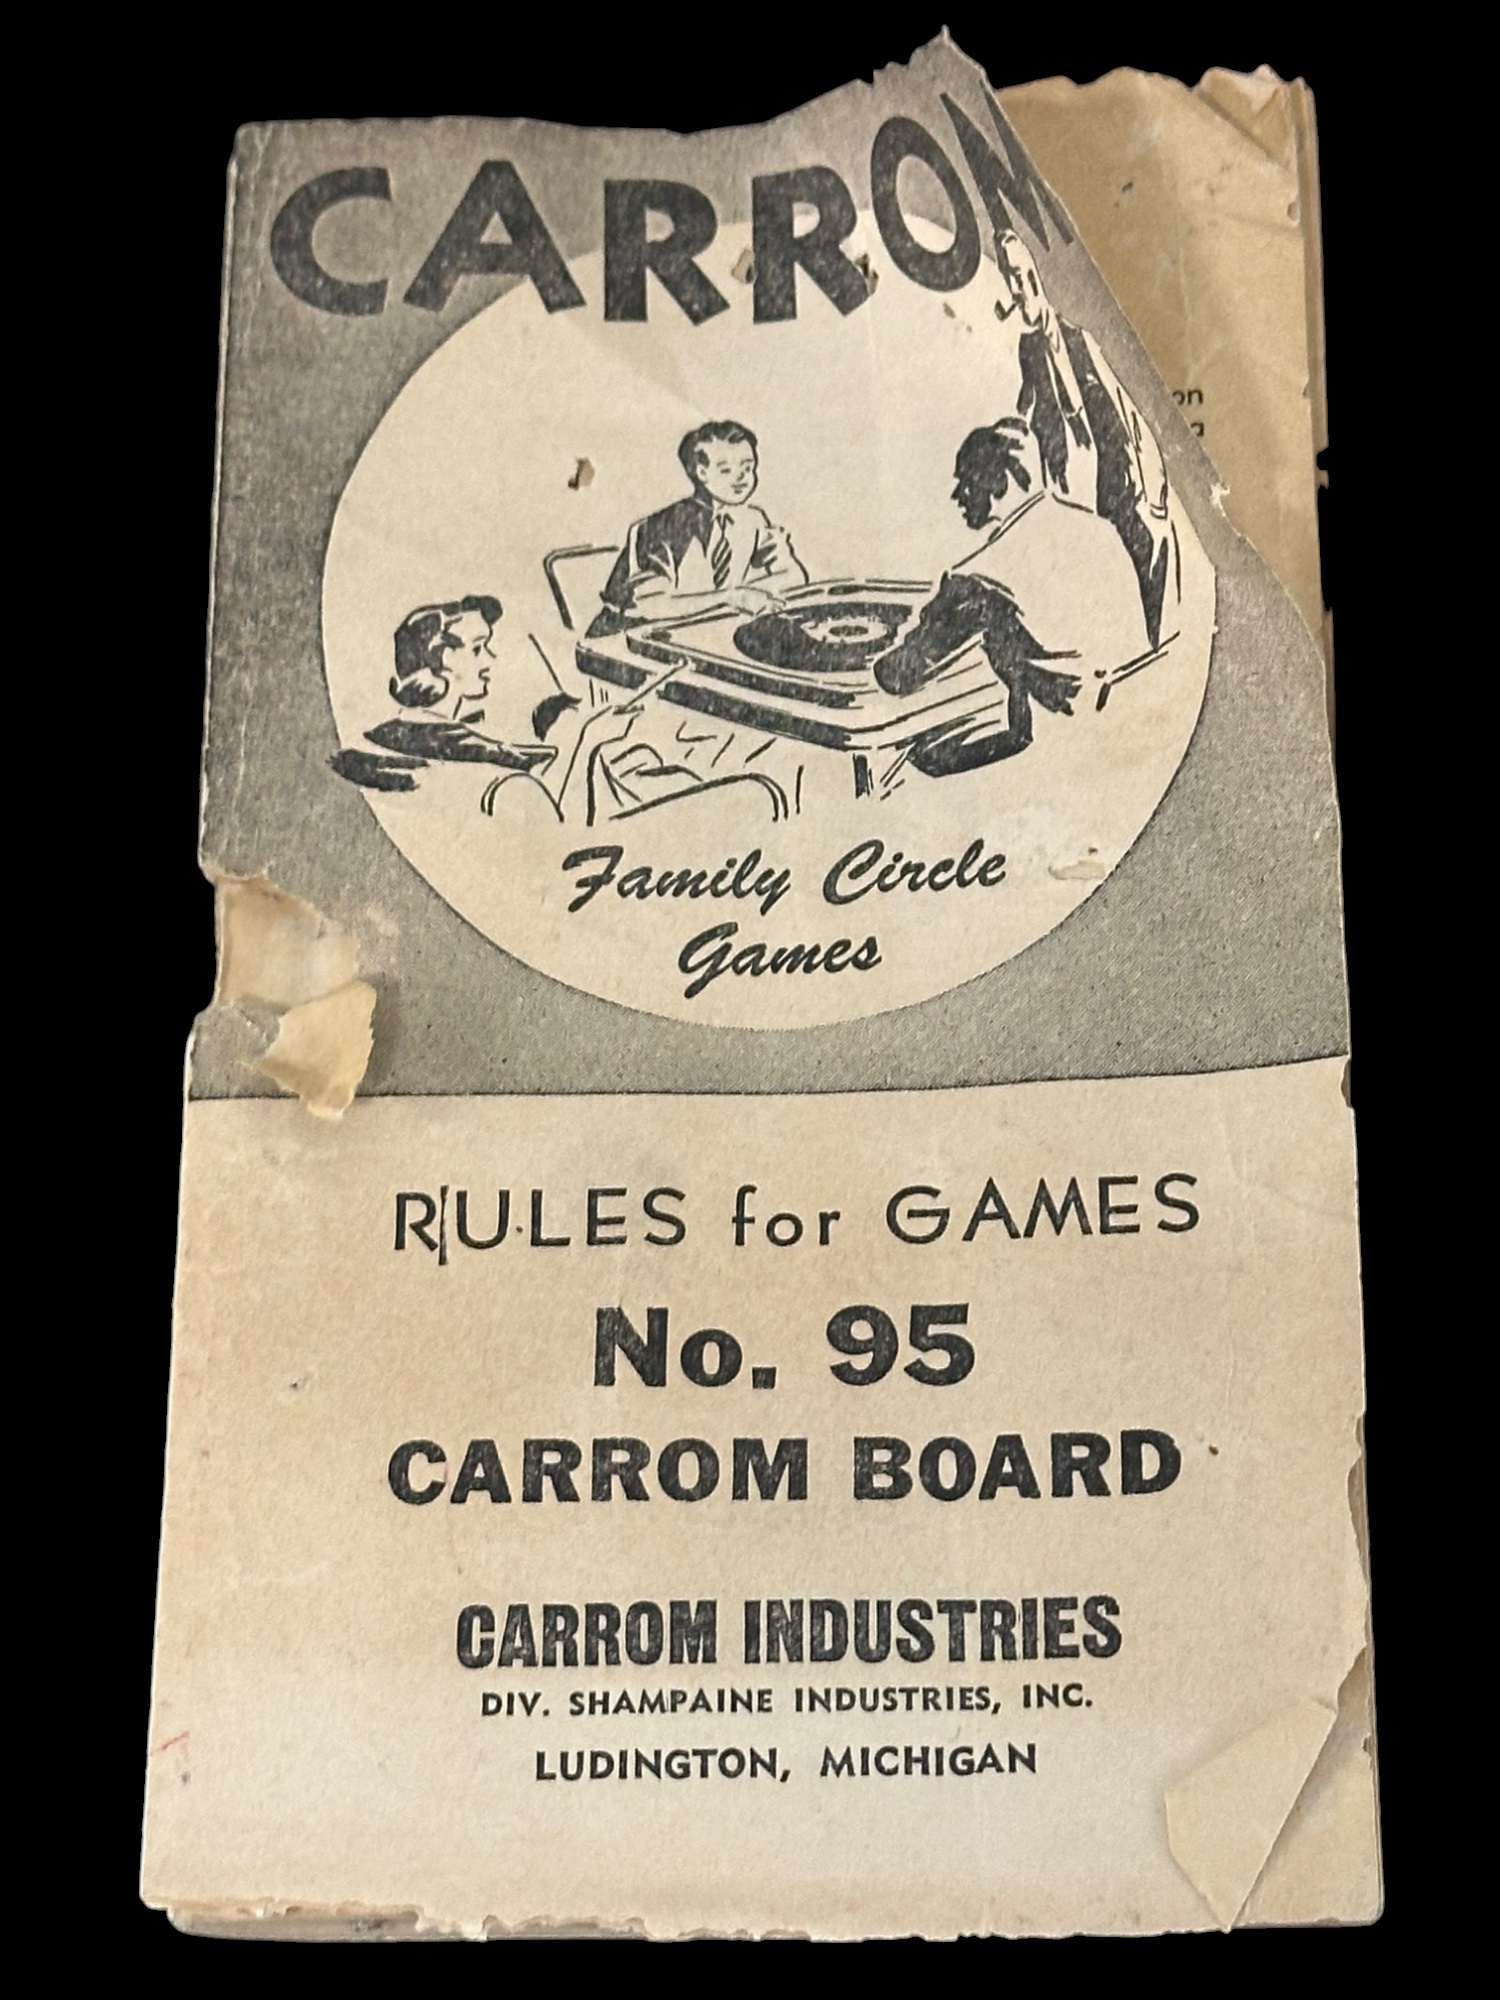 CARROM
on
Family Circle
Games
RULES for GAMES
No. 95
CARROM BOARD
CARROM INDUSTRIES
DIV. SHAMPAINE INDUSTRIES, INC.
LUDINGTON, MICHIGAN